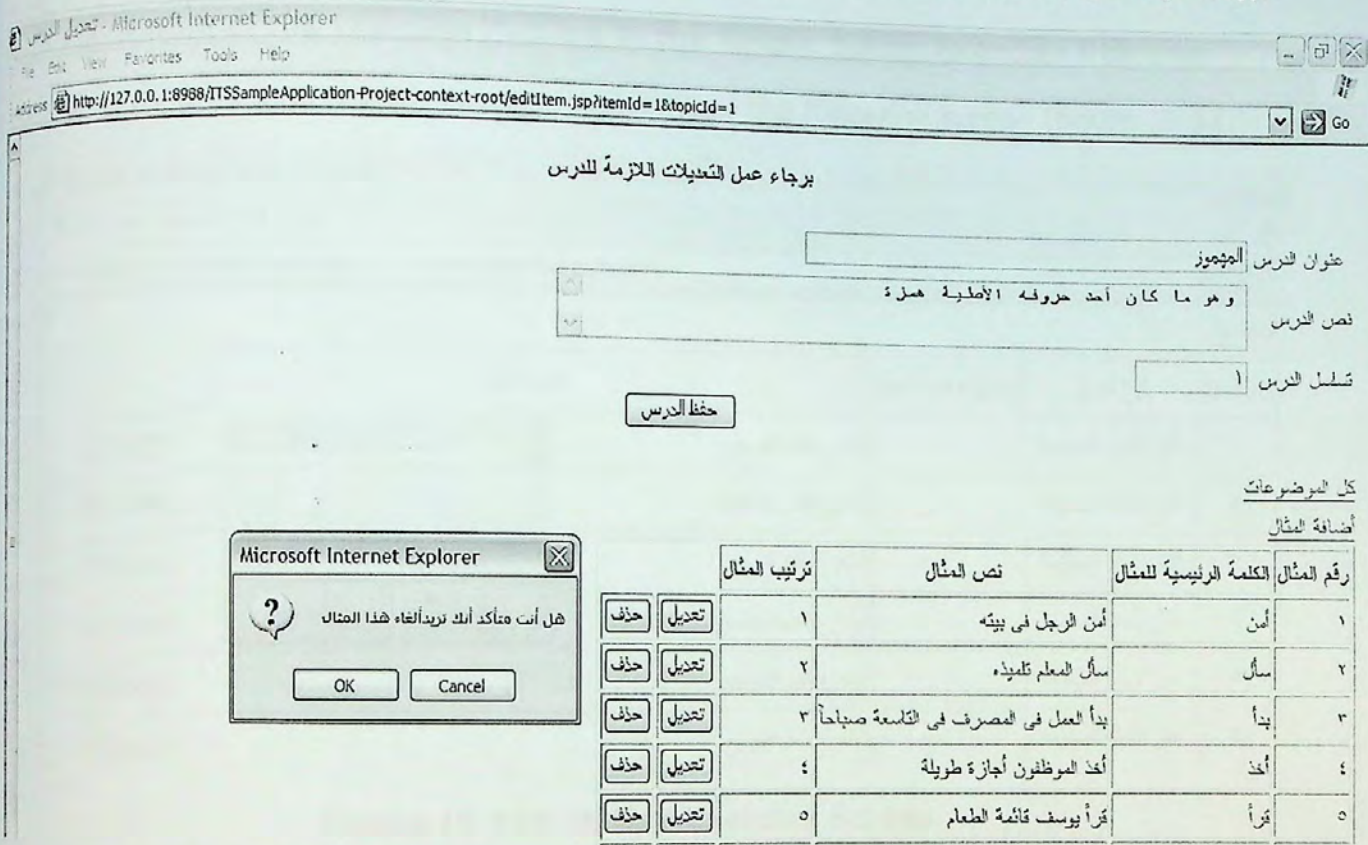 تعديل الدرس - Microsoft Internet Explorer
File Edit View Favorites Tools Help
Address http://127.0.0.1:8988/ITSSampleApplication-Project-context-root/editItem.jsp?itemId=1&topicId=1 Go
برجاء عمل التعديلات اللازمة للدرس
عنوان الدرس المهموز
نص الدرس وهو ما كان أحد حروفه الأصلية همزة
تسلسل الدرس ١
حفظ الدرس
كل الموضوعات
أضافة المثال
رقم المثال الكلمة الرئيسية للمثال نص المثال ترتيب المثال
١ أمن أمن الرجل فى بيته ١ تعديل حذف
٢ سأل سأل المعلم تلميذه ٢ تعديل حذف
٣ بدأ بدأ العمل فى المصرف فى التاسعة صباحاً ٣ تعديل حذف
٤ أخذ أخذ الموظفون أجازة طويلة ٤ تعديل حذف
٥ قرأ قرأ يوسف قائمة الطعام ٥ تعديل حذف
Microsoft Internet Explorer
هل أنت متأكد أنك تريدألغاء هذا المثال
OK Cancel